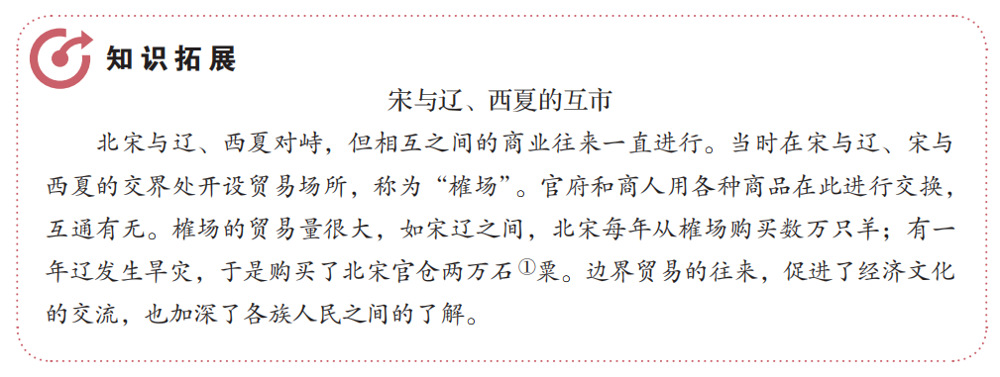 知识拓展
宋与辽、西夏的互市
北宋与辽、西夏对峙，但相互之间的商业往来一直进行。当时在宋与辽、宋与
西夏的交界处开设贸易场所，称为“榷场”。官府和商人用各种商品在此进行交换，
互通有无。榷场的贸易量很大，如宋辽之间，北宋每年从榷场购买数万只羊；有一
年辽发生旱灾，于是购买了北宋官仓两万石①粟。边界贸易的往来，促进了经济文化
的交流，也加深了各族人民之间的了解。